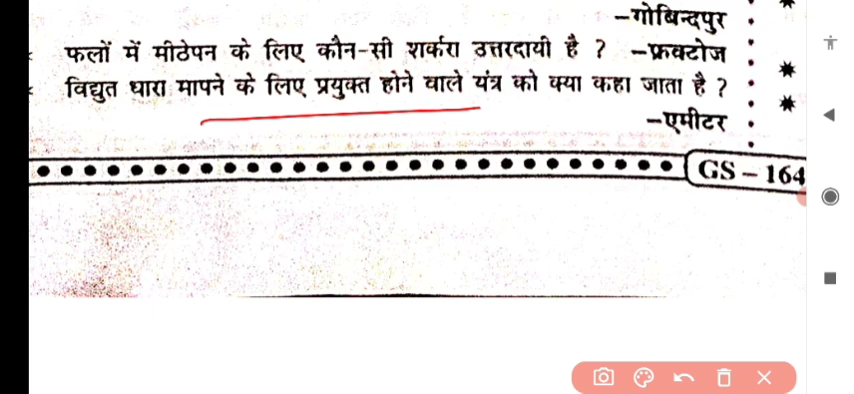 –गोबिन्दपुर
फलों में मीठेपन के लिए कौन-सी शर्करा उत्तरदायी है ? –फ्रक्टोज
विद्युत धारा मापने के लिए प्रयुक्त होने वाले यंत्र को क्या कहा जाता है ?
–एमीटर
GS – 164